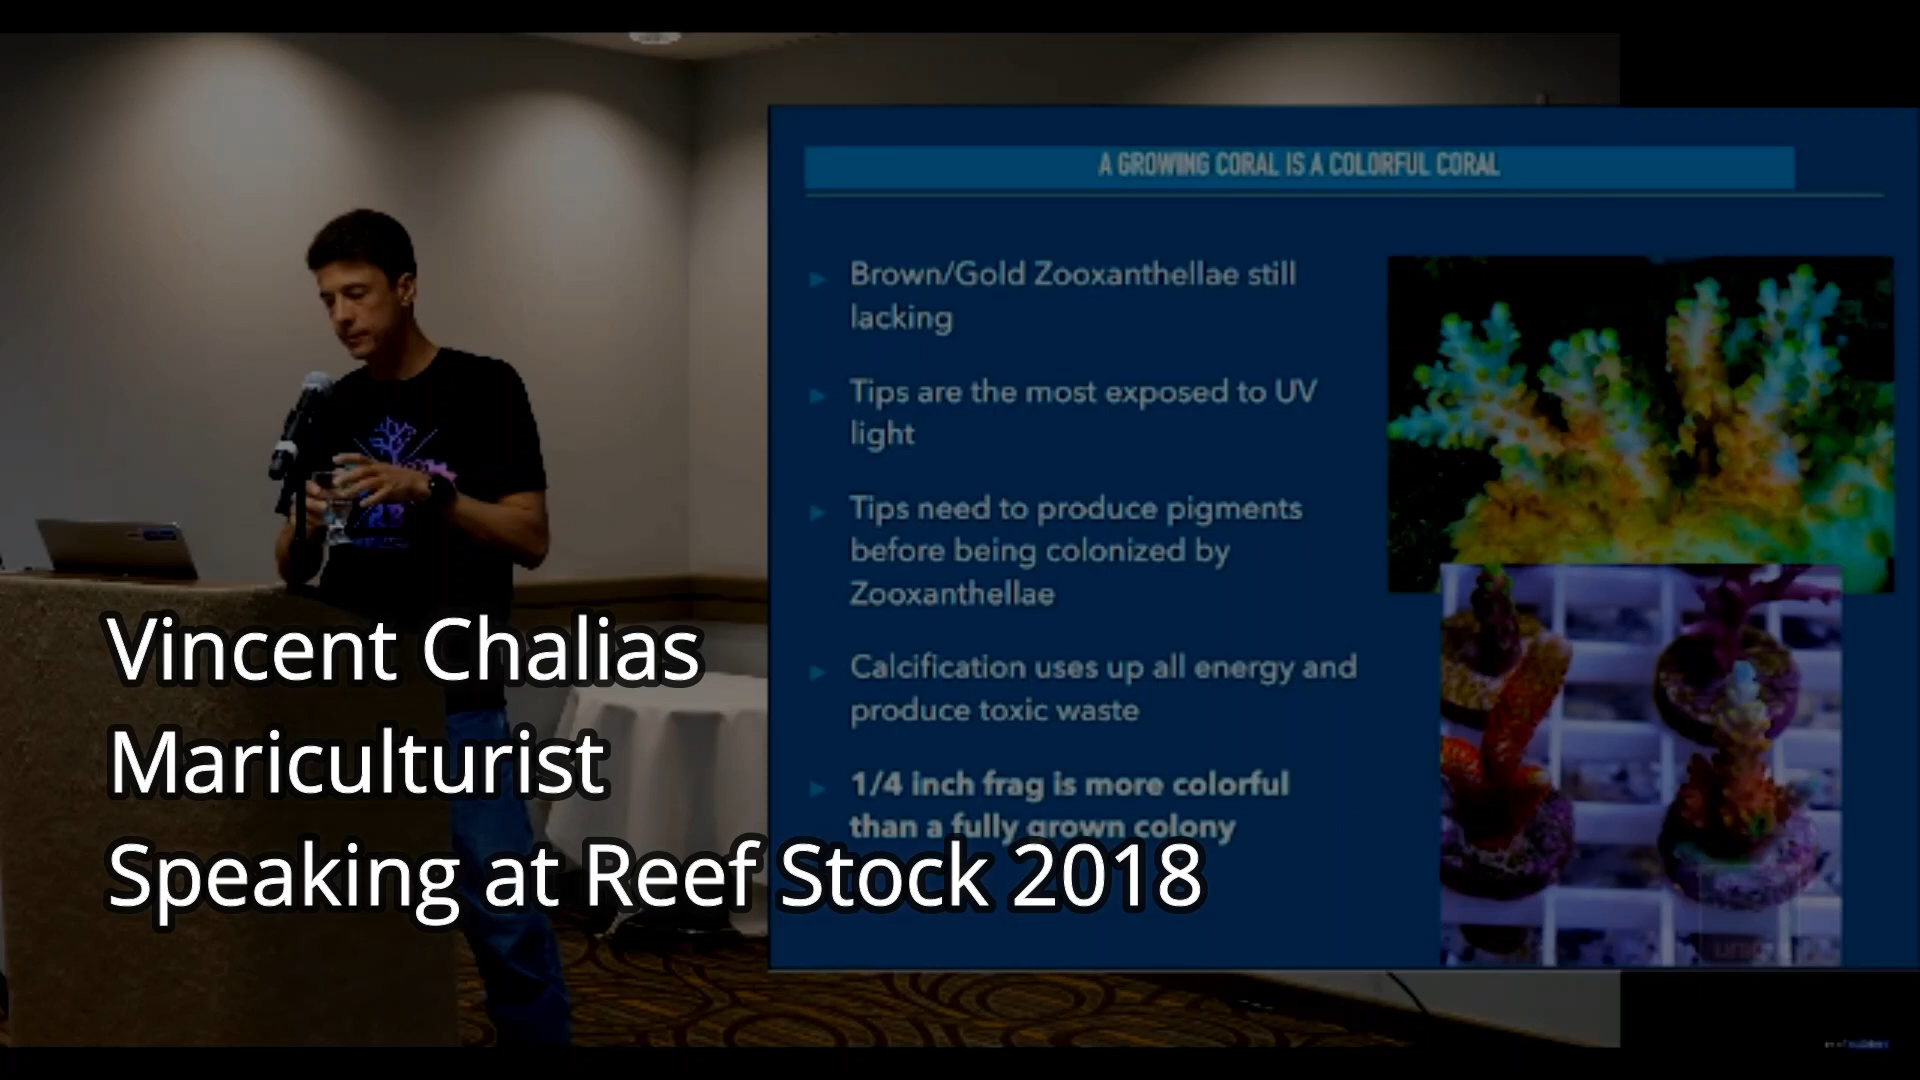 A GROWING CORAL IS A COLORFUL CORAL
Brown/Gold Zooxanthellae still
lacking
Tips are the most exposed to UV
light
Tips need to produce pigments
before being colonized by
Zooxanthellae
Calcification uses up all energy and
produce toxic waste
1/4 inch frag is more colorful
than a fully grown colony
Vincent Chalias
Mariculturist
Speaking at Reef Stock 2018